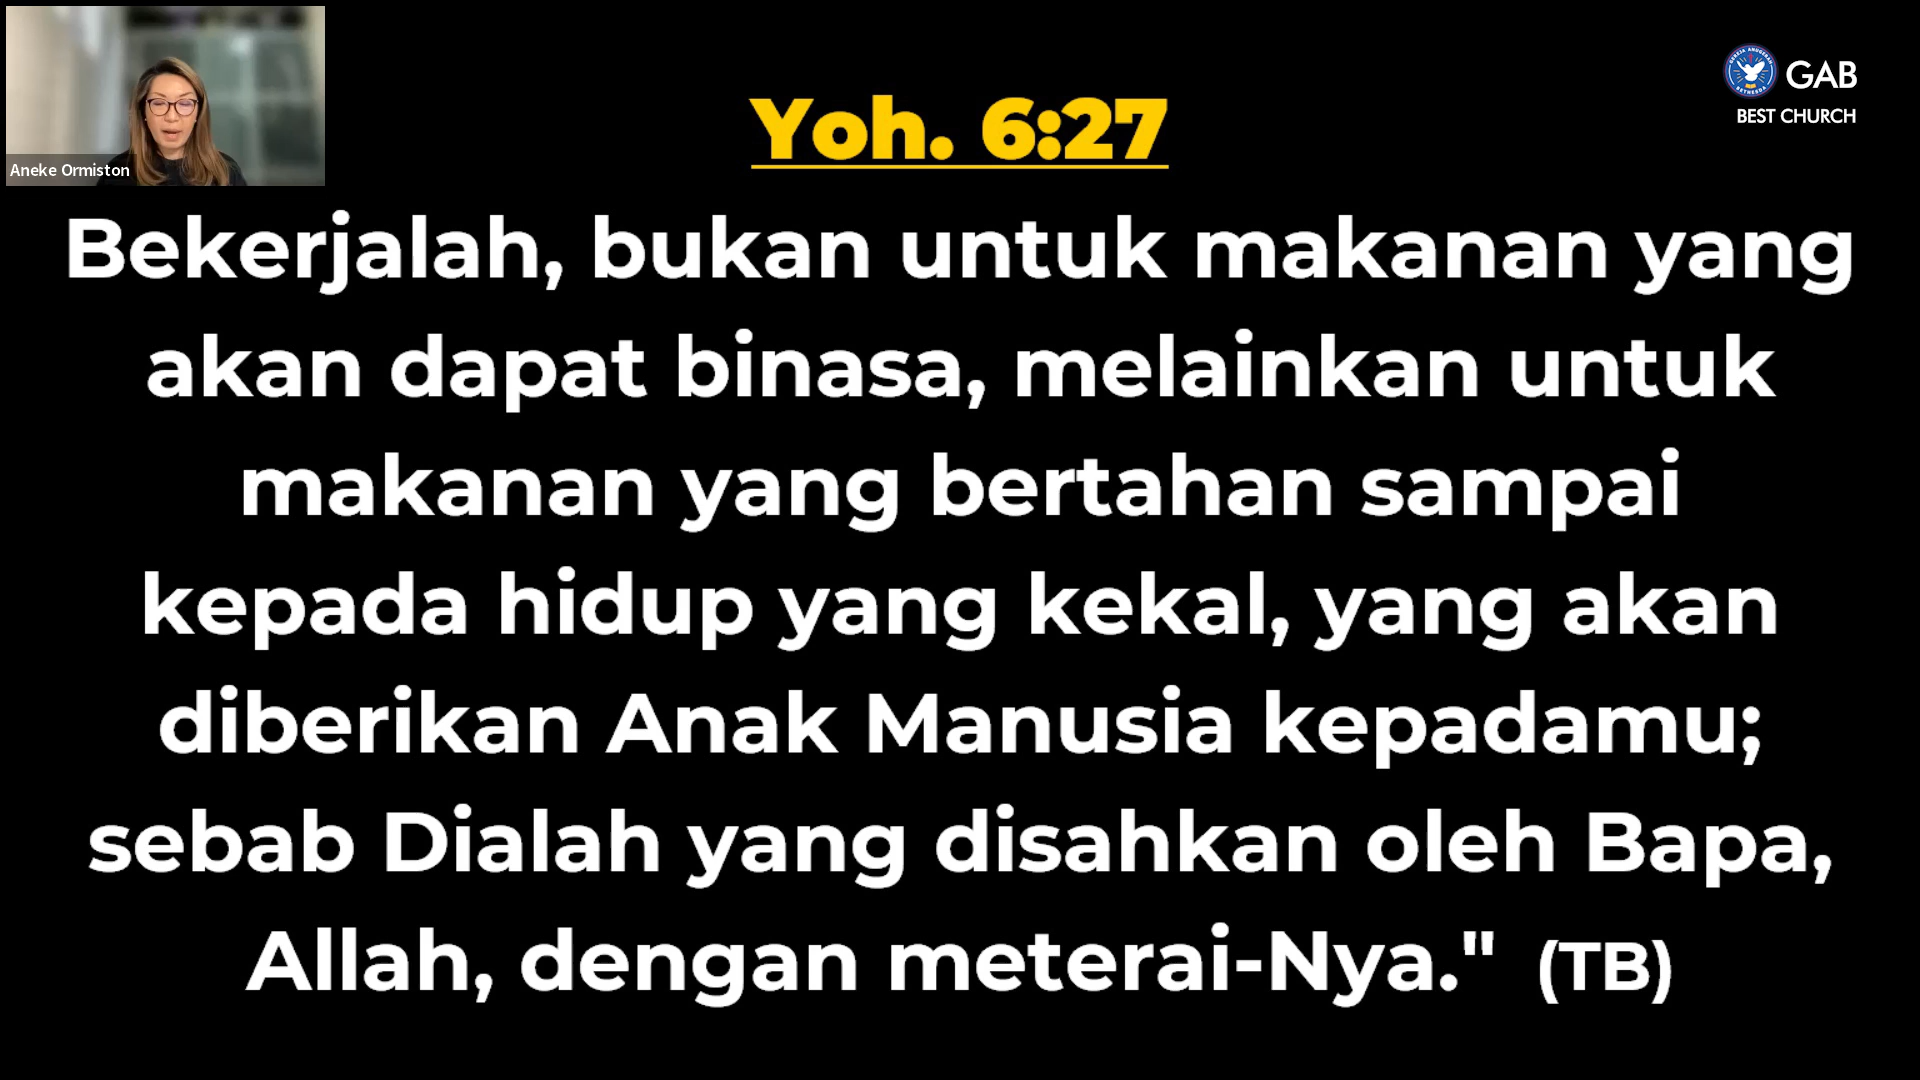 Aneke Ormiston
GAB
BEST CHURCH
Yoh. 6:27
Bekerjalah, bukan untuk makanan yang
akan dapat binasa, melainkan untuk
makanan yang bertahan sampai
kepada hidup yang kekal, yang akan
diberikan Anak Manusia kepadamu;
sebab Dialah yang disahkan oleh Bapa,
Allah, dengan meterai-Nya." (TB)